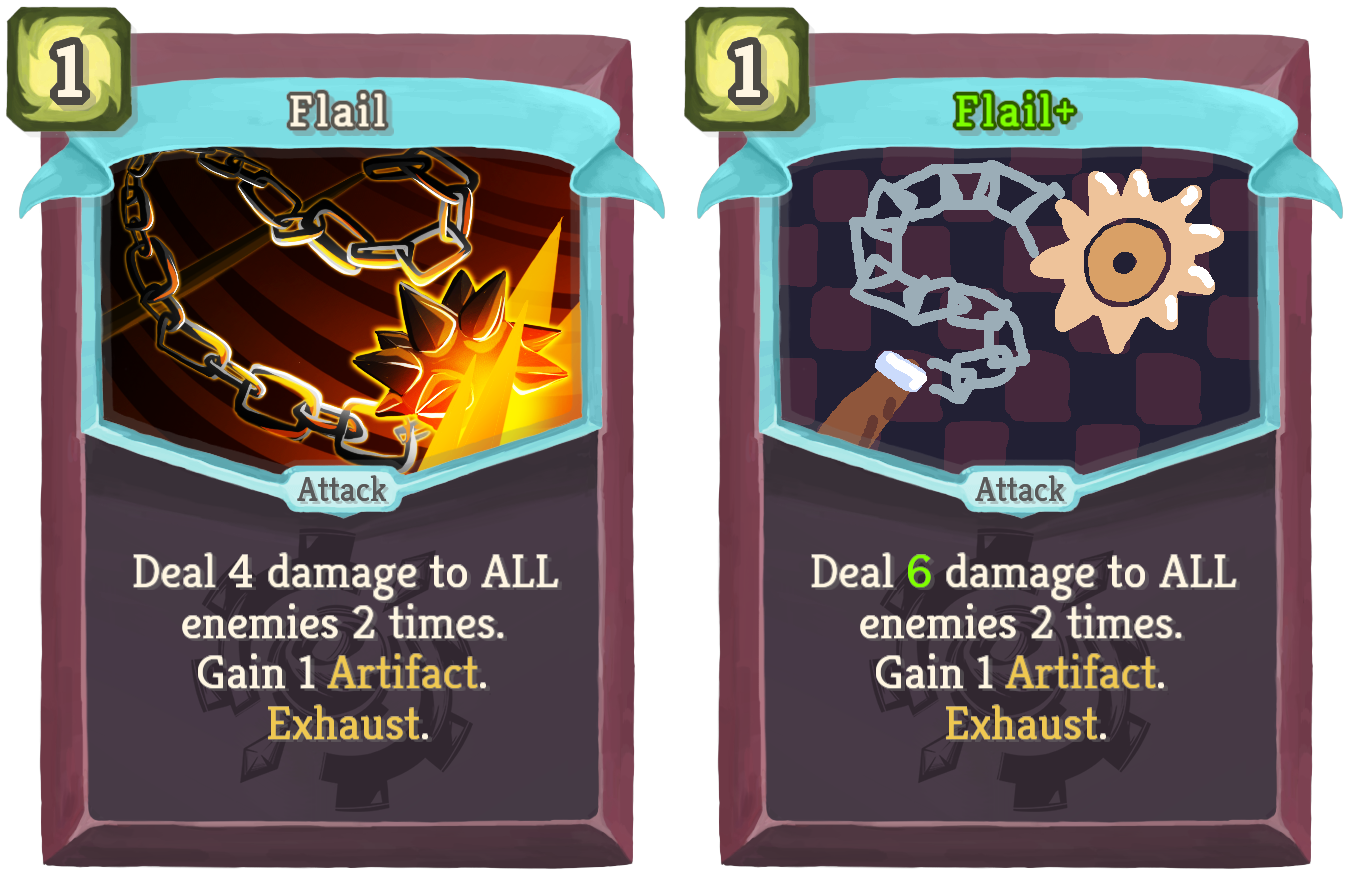 1
Flail
Attack
Deal 4 damage to ALL
enemies 2 times.
Gain 1 Artifact.
Exhaust.
1
Flail+
Attack
Deal 6 damage to ALL
enemies 2 times.
Gain 1 Artifact.
Exhaust.